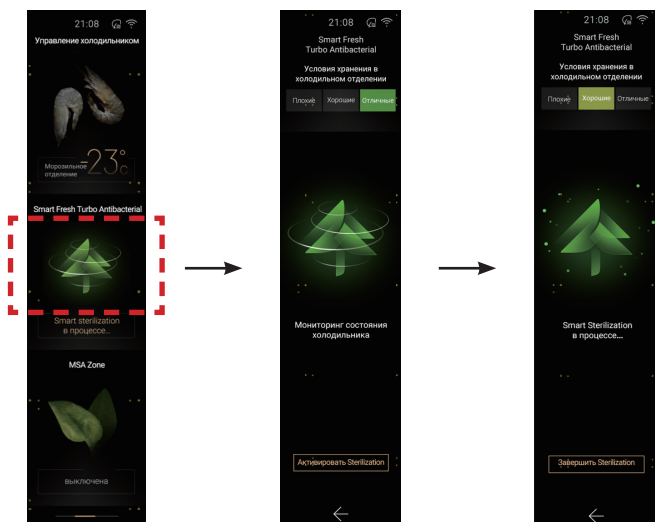 21:08
Управление холодильником
Морозильное
отделение
-23°C
Smart Fresh Turbo Antibacterial
Smart sterilization
в процессе...
MSA Zone
выключена
21:08
Smart Fresh
Turbo Antibacterial
Условия хранения в
холодильном отделении
Плохие Хорошие Отличные
Мониторинг состояния
холодильника
Активировать Sterilization
21:08
Smart Fresh
Turbo Antibacterial
Условия хранения в
холодильном отделении
Плохие Хорошие Отличные
Smart Sterilization
в процессе...
Завершить Sterilization